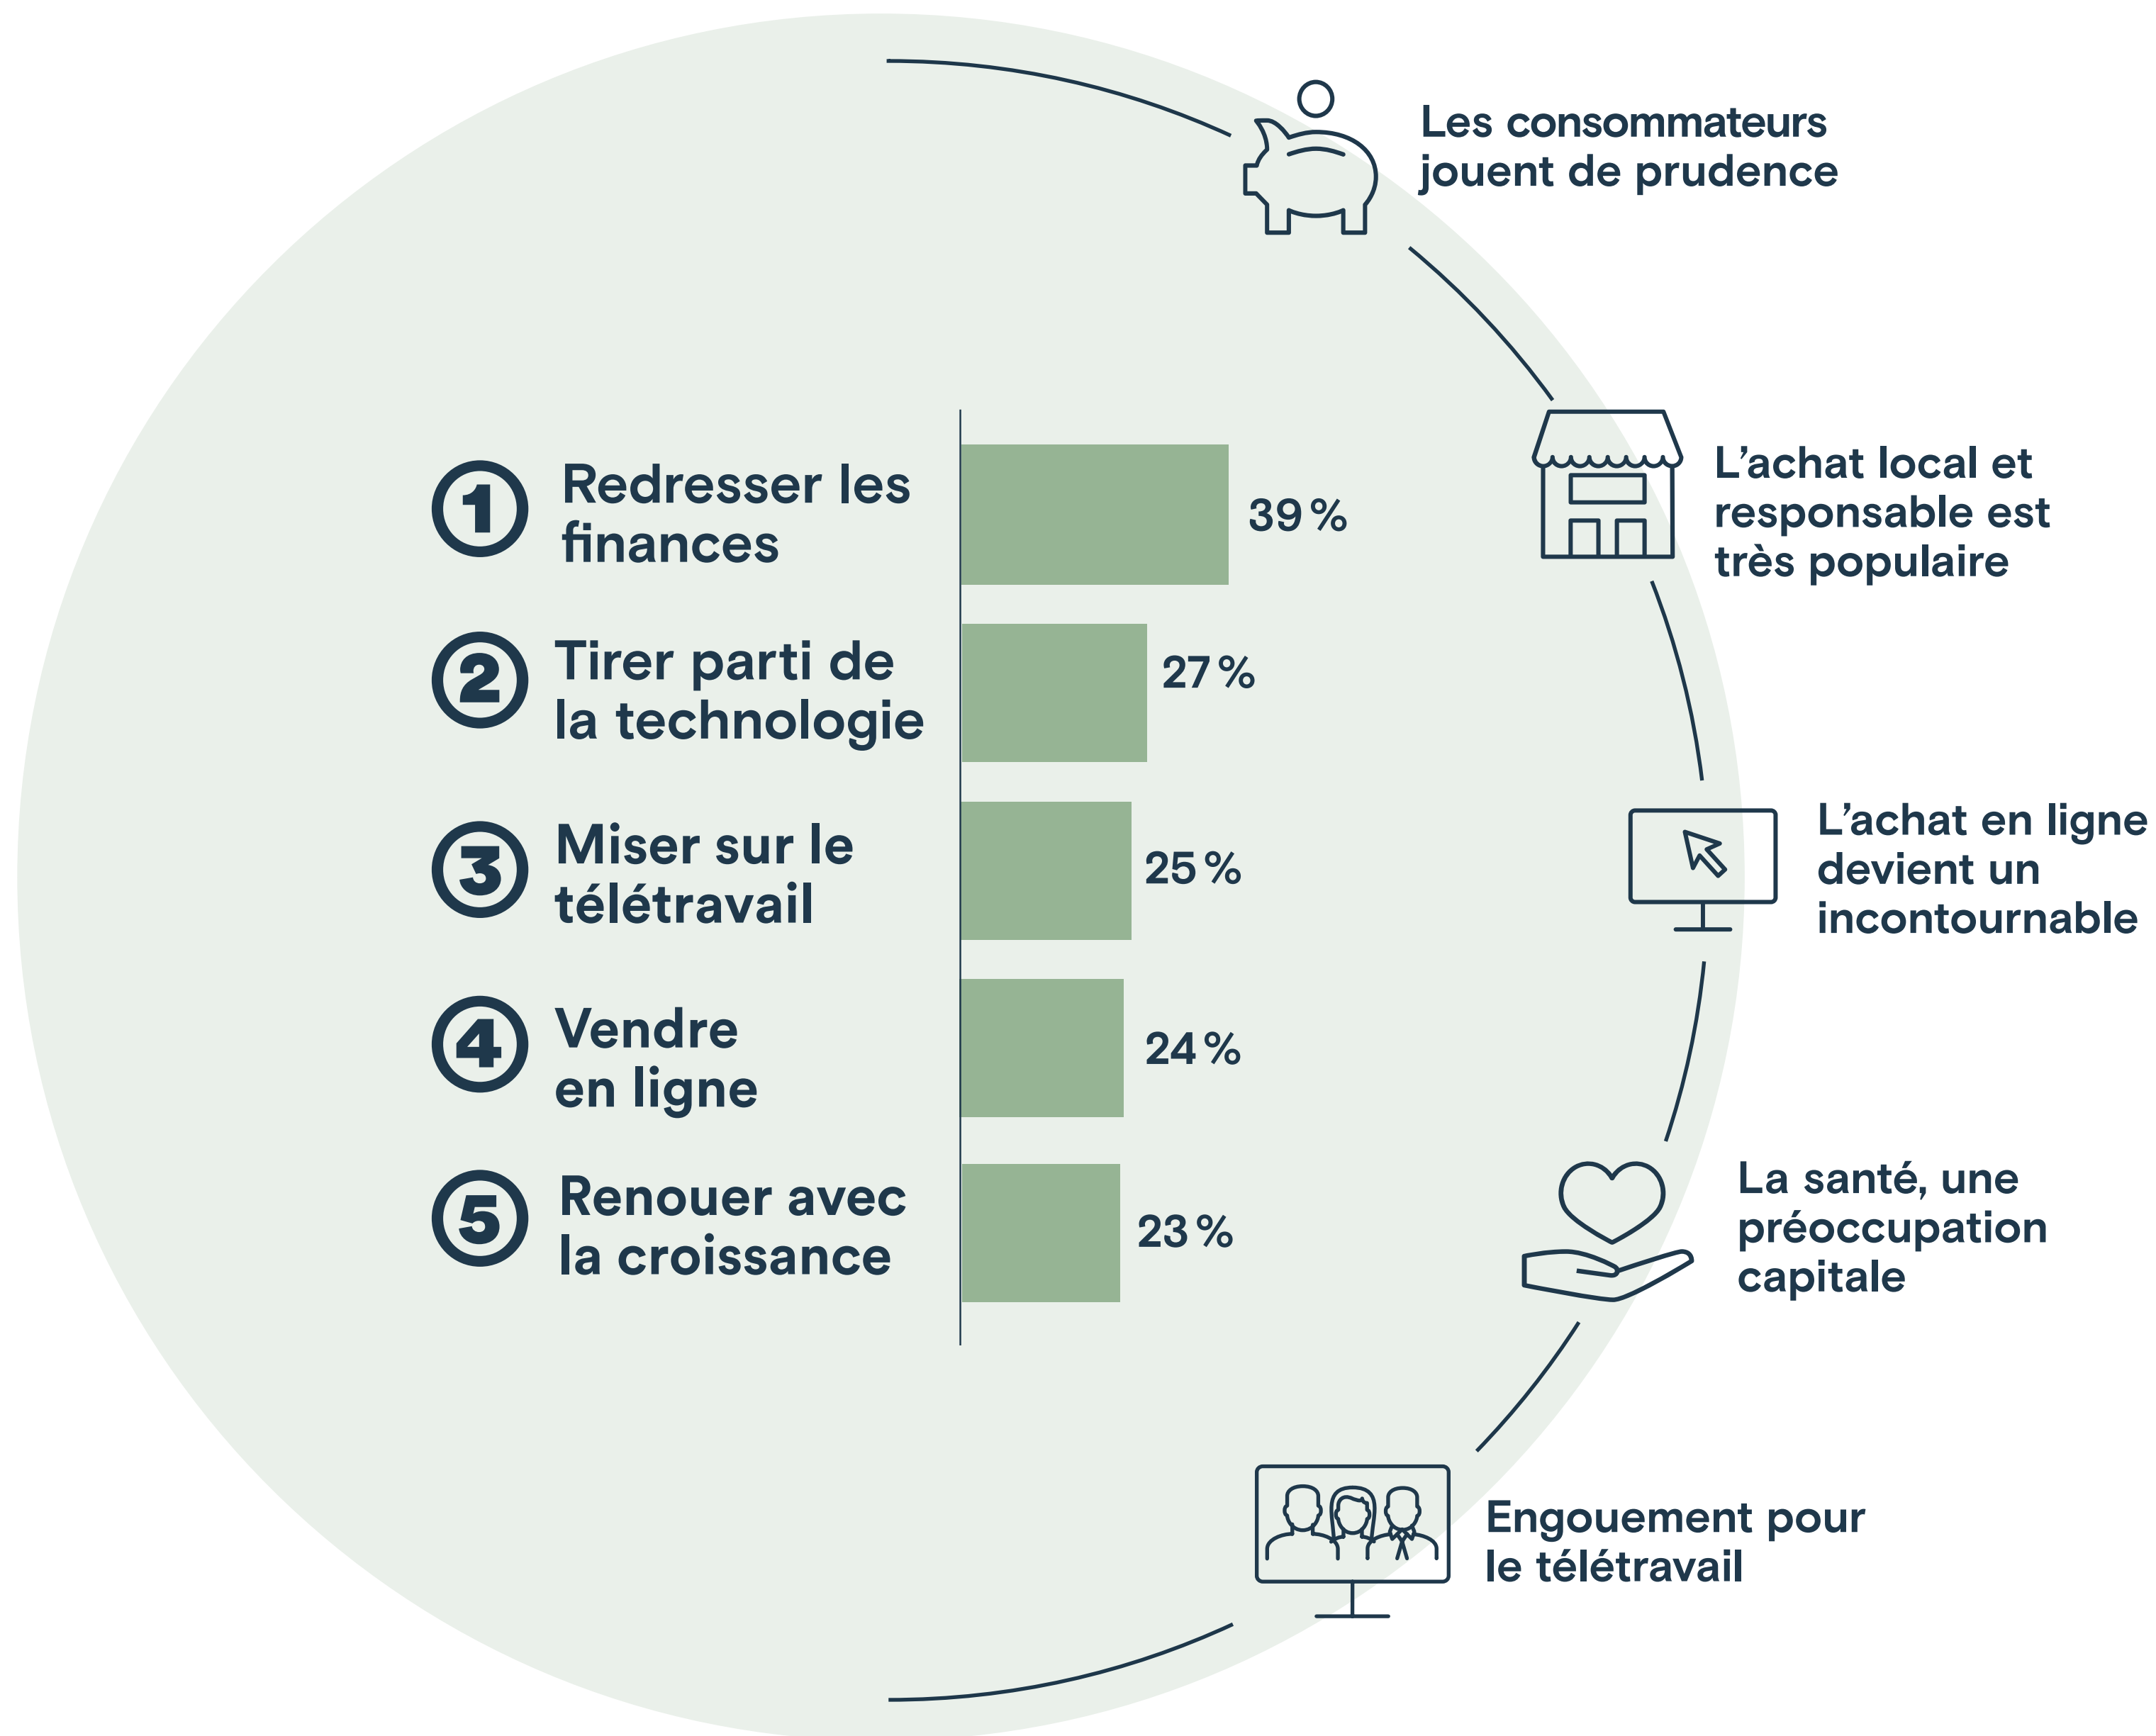 1
Redresser les
finances
39 %
2
Tirer parti de
la technologie
27 %
3
Miser sur le
télétravail
25 %
4
Vendre
en ligne
24 %
5
Renouer avec
la croissance
23 %
Les consommateurs
jouent de prudence
L’achat local et
responsable est
très populaire
L’achat en ligne
devient un
incontournable
La santé, une
préoccupation
capitale
Engouement pour
le télétravail